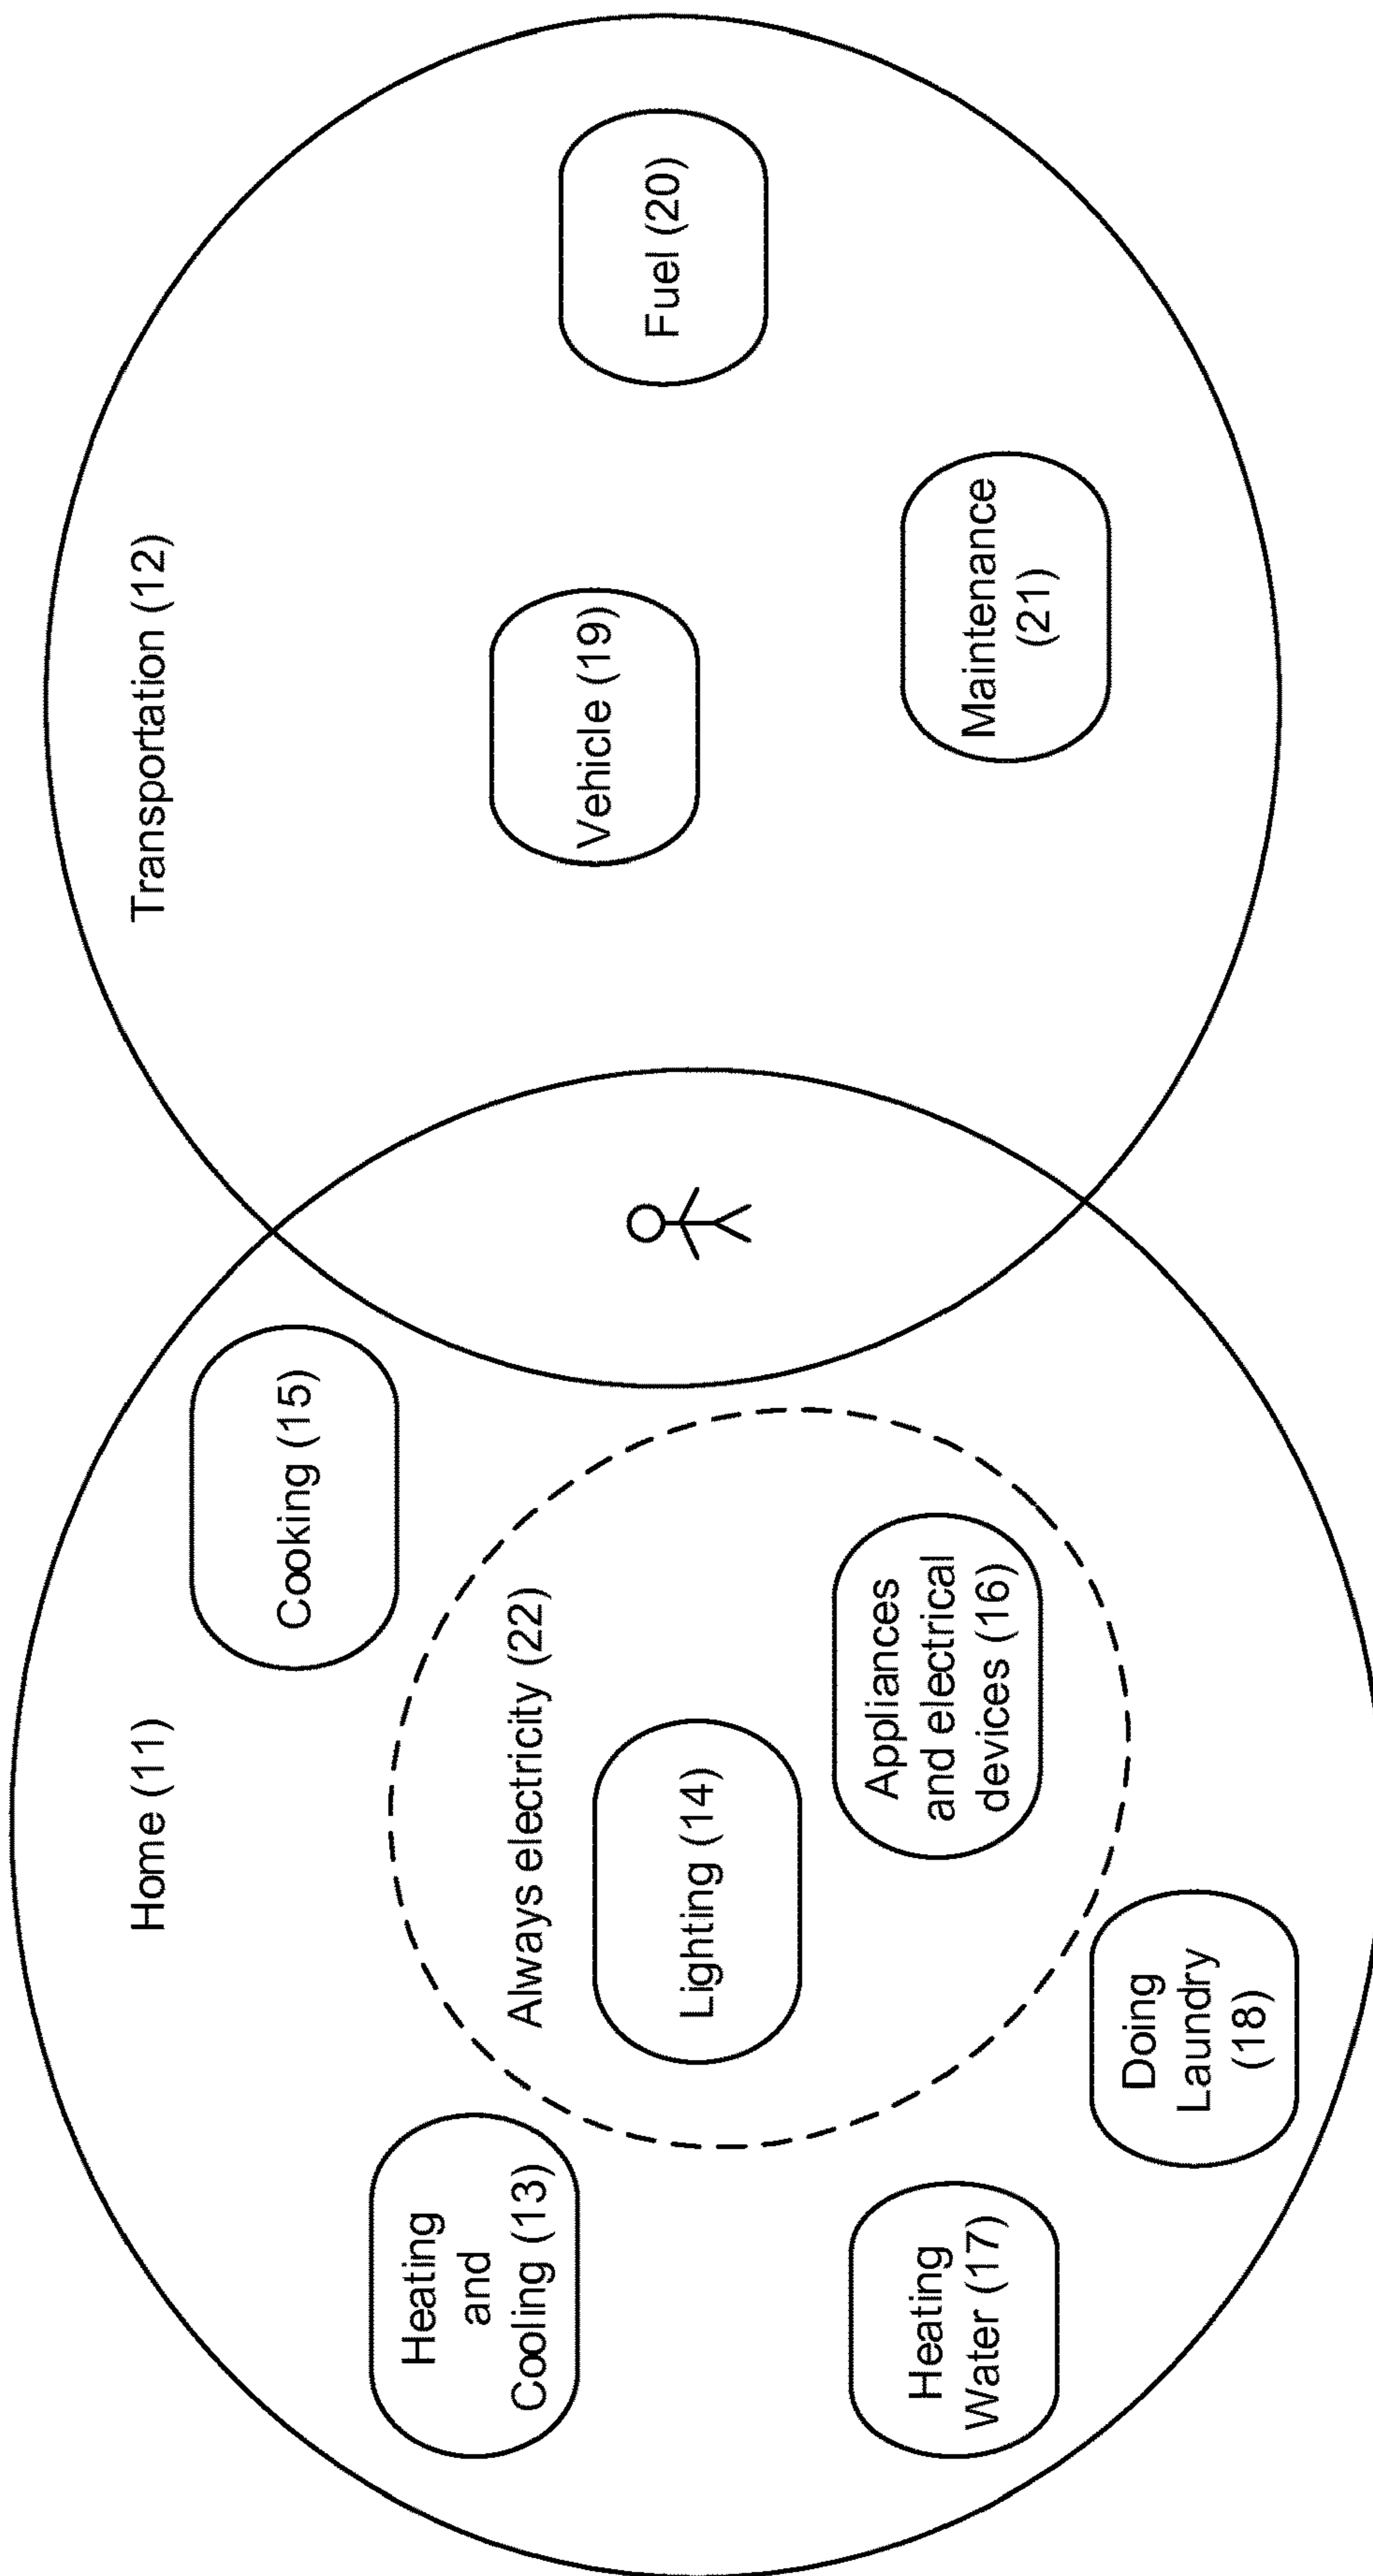 Home (11)
Transportation (12)
Cooking (15)
Heating
and
Cooling (13)
Always electricity (22)
Vehicle (19)
Fuel (20)
Lighting (14)
Appliances
and electrical
devices (16)
Heating
Water (17)
Maintenance
(21)
Doing
Laundry
(18)